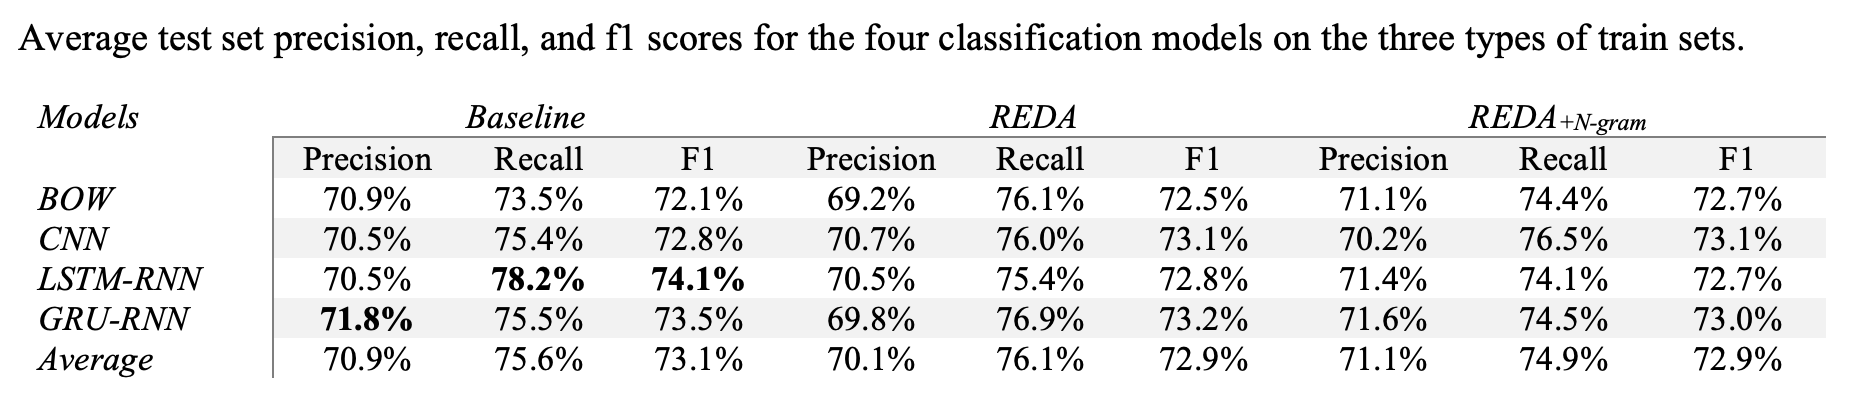 Average test set precision, recall, and f1 scores for the four classification models on the three types of train sets.
Models Baseline REDA REDA+N-gram
Precision Recall F1 Precision Recall F1 Precision Recall F1
BOW 70.9% 73.5% 72.1% 69.2% 76.1% 72.5% 71.1% 74.4% 72.7%
CNN 70.5% 75.4% 72.8% 70.7% 76.0% 73.1% 70.2% 76.5% 73.1%
LSTM-RNN 70.5% 78.2% 74.1% 70.5% 75.4% 72.8% 71.4% 74.1% 72.7%
GRU-RNN 71.8% 75.5% 73.5% 69.8% 76.9% 73.2% 71.6% 74.5% 73.0%
Average 70.9% 75.6% 73.1% 70.1% 76.1% 72.9% 71.1% 74.9% 72.9%